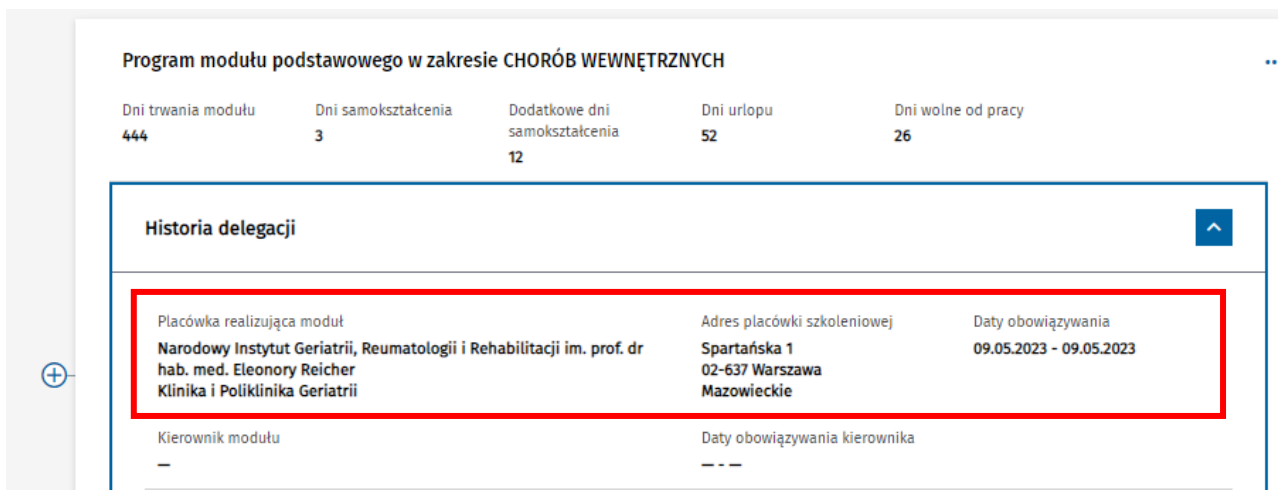 Program modułu podstawowego w zakresie CHORÓB WEWNĘTRZNYCH
Dni trwania modułu
444
Dni samokształcenia
3
Dodatkowe dni
samokształcenia
12
Dni urlopu
52
Dni wolne od pracy
26
Historia delegacji
Placówka realizująca moduł
Narodowy Instytut Geriatrii, Reumatologii i Rehabilitacji im. prof. dr
hab. med. Eleonory Reicher
Klinika i Poliklinika Geriatrii
Adres placówki szkoleniowej
Spartańska 1
02-637 Warszawa
Mazowieckie
Daty obowiązywania
09.05.2023 - 09.05.2023
Kierownik modułu
—
Daty obowiązywania kierownika
— - —